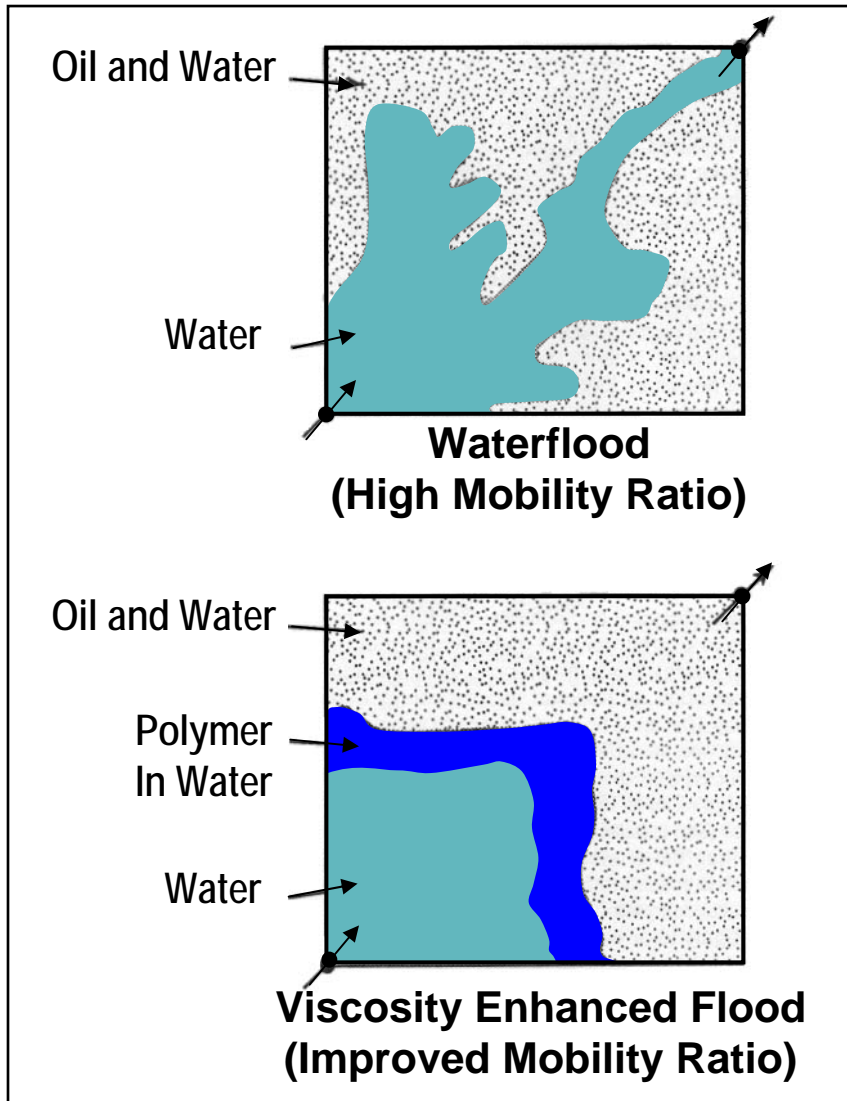 Oil and Water
Water
Waterflood
(High Mobility Ratio)
Oil and Water
Polymer
In Water
Water
Viscosity Enhanced Flood
(Improved Mobility Ratio)